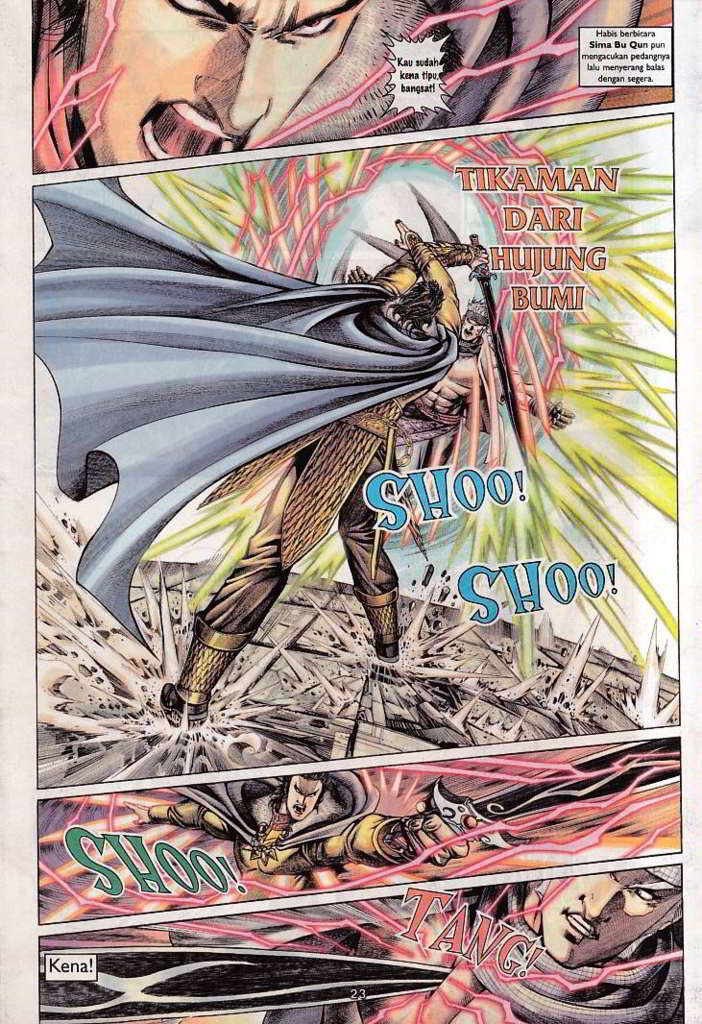 Kau sudah
kena tipu,
bangsat!
Habis berbicara
Sima Bu Qun pun
mengacukan pedangnya
lalu menyerang balas
dengan segera.
TIKAMAN
DARI
HUJUNG
BUMI
SHOO!
SHOO!
SHOO!
TANG!
Kena!
23